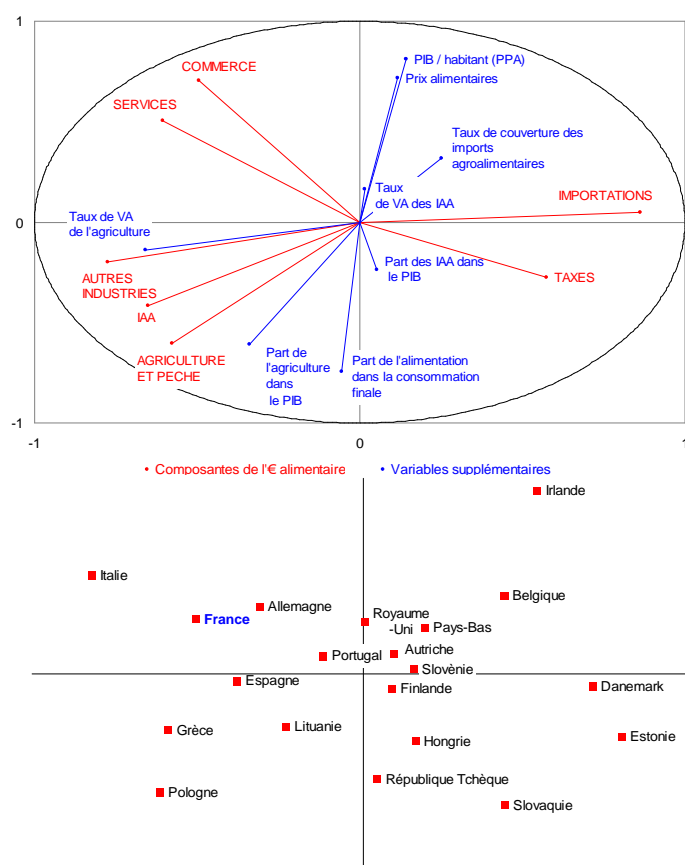 1
COMMERCE
PIB / habitant (PPA)
Prix alimentaires
SERVICES
Taux de couverture des
imports
agroalimentaires
Taux
de VA des IAA
IMPORTATIONS
Taux de VA
de l'agriculture
0
Part des IAA dans
le PIB
TAXES
AUTRES
INDUSTRIES
IAA
AGRICULTURE
ET PECHE
Part de
l'agriculture
dans
le PIB
Part de l'alimentation
dans la consommation
finale
-1
-1
0
1
Composantes de l'€ alimentaire
Variables supplémentaires
Irlande
Italie
Belgique
Allemagne
France
Royaume
-Uni
Pays-Bas
Portugal
Autriche
Slovènie
Espagne
Finlande
Danemark
Grèce
Lituanie
Hongrie
Estonie
République Tchèque
Pologne
Slovaquie